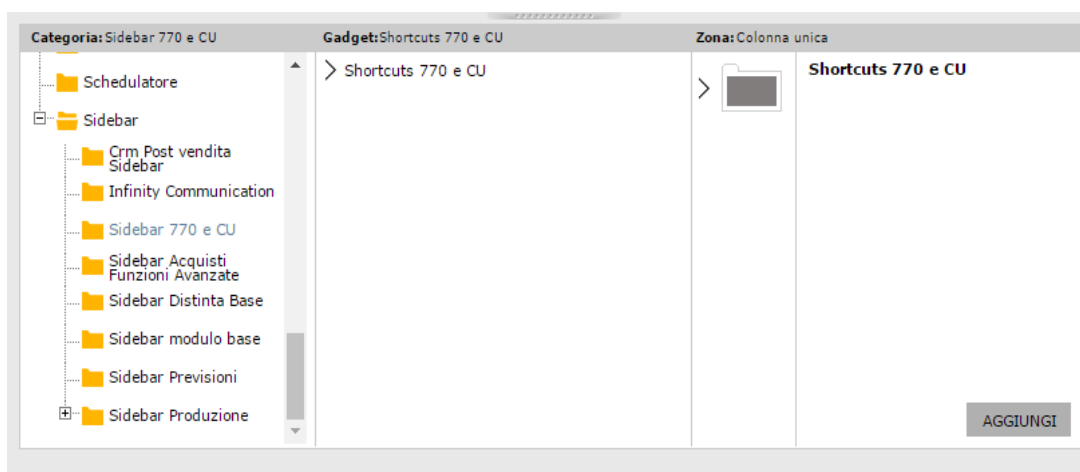 Categoria: Sidebar 770 e CU
Gadget:Shortcuts 770 e CU
Zona: Colonna unica
Schedulatore
Sidebar
Crm Post vendita
Sidebar
Infinity Communication
Sidebar 770 e CU
Sidebar Acquisti
Funzioni Avanzate
Sidebar Distinta Base
Sidebar modulo base
Sidebar Previsioni
Sidebar Produzione
Shortcuts 770 e CU
Shortcuts 770 e CU
AGGIUNGI